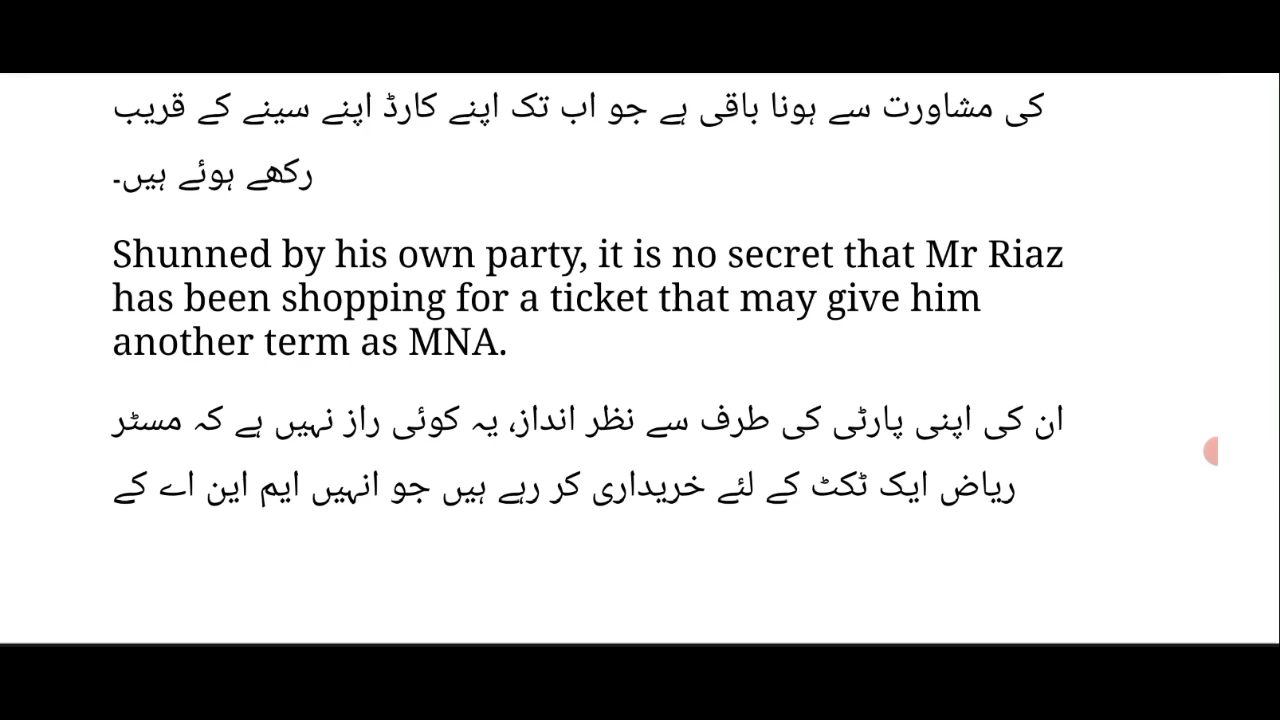 کی مشاورت سے ہونا باقی ہے جو اب تک اپنے کارڈ اپنے سینے کے قریب
رکھے ہوئے ہیں۔
Shunned by his own party, it is no secret that Mr Riaz
has been shopping for a ticket that may give him
another term as MNA.
ان کی اپنی پارٹی کی طرف سے نظر انداز، یہ کوئی راز نہیں ہے کہ مسٹر
ریاض ایک ٹکٹ کے لئے خریداری کر رہے ہیں جو انہیں ایم این اے کے